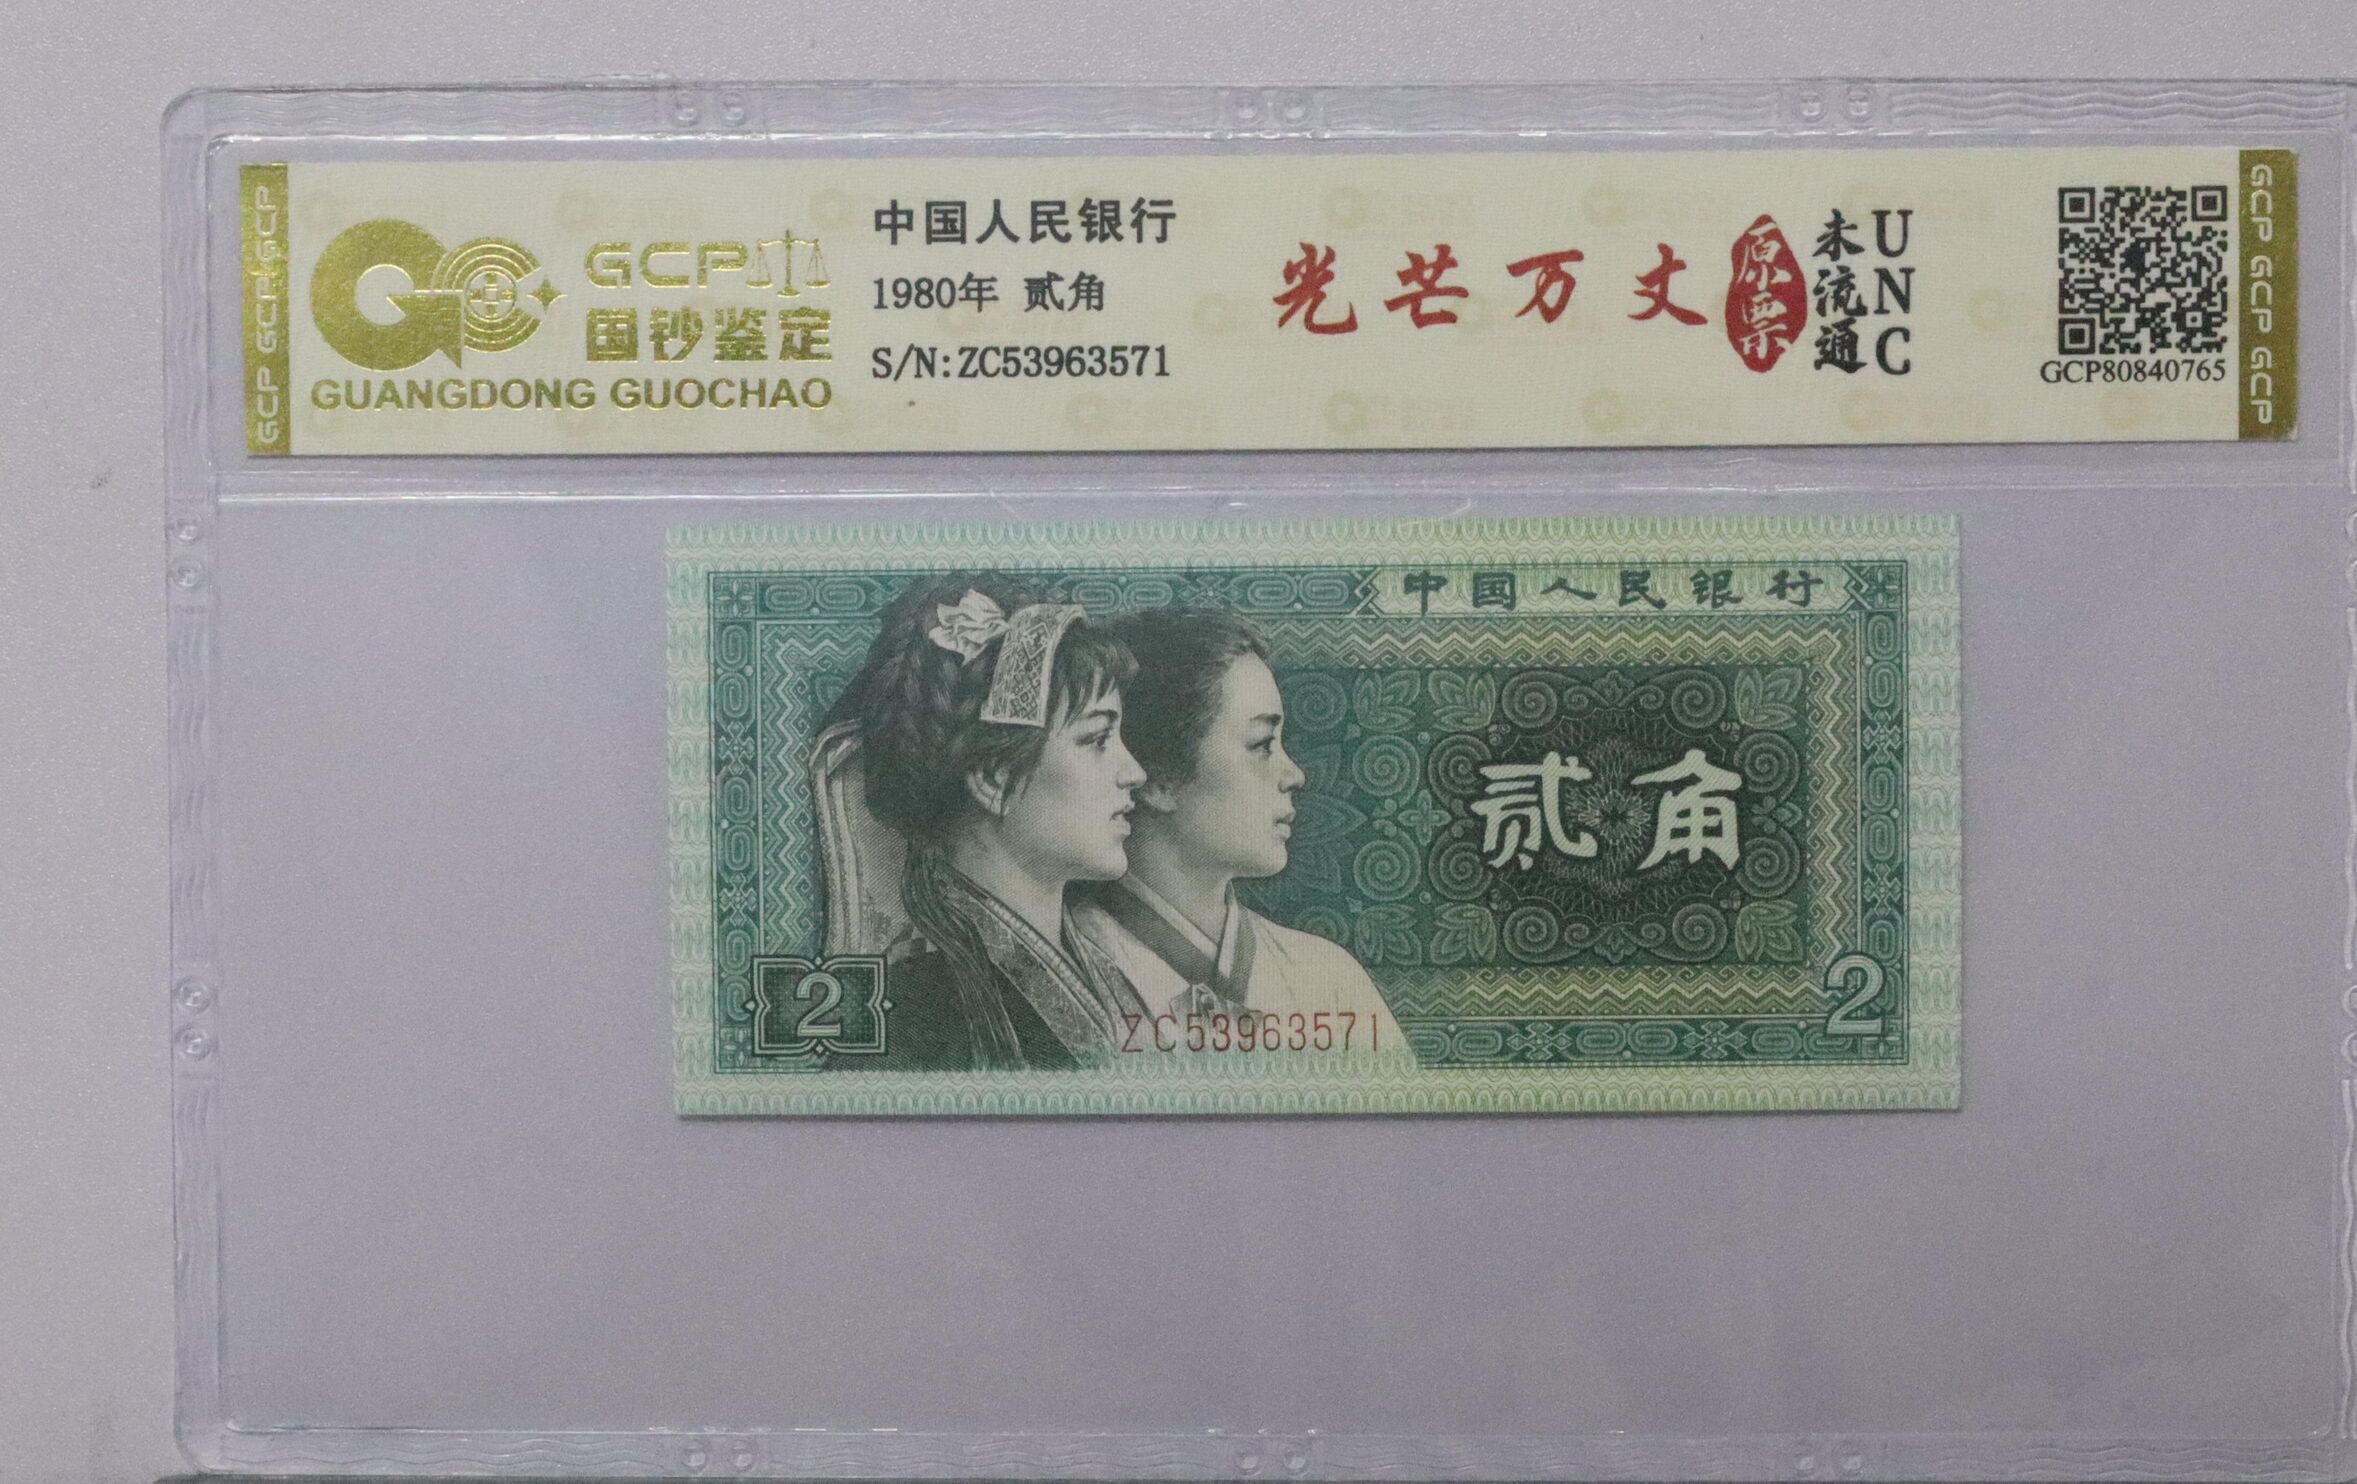 GCP GCP GCP
GCP
国钞鉴定
GUANGDONG GUOCHAO
中国人民银行
1980年 贰角
S/N:ZC53963571
光芒万丈
原票
未流通
UNC
GCP80840765
GCP GCP GCP
中国人民银行
贰角
2
ZC53963571
2